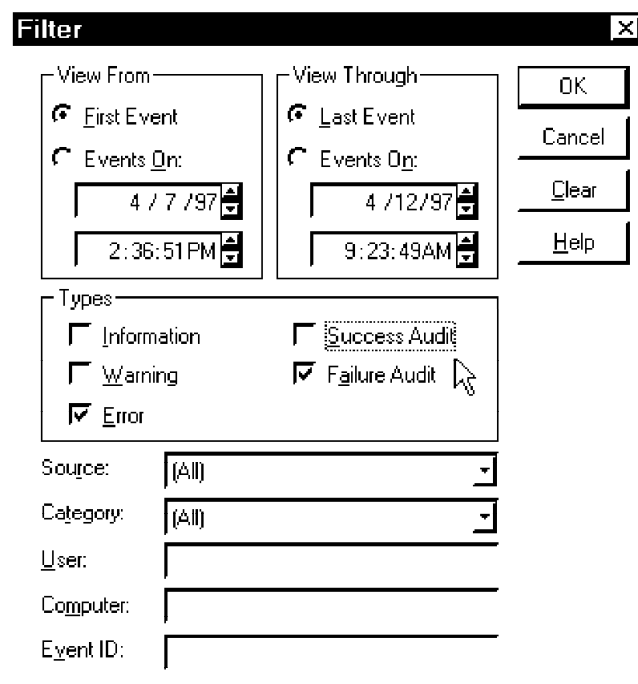 Filter
View From
First Event
Events On:
4 / 7 /97
2:36:51PM
View Through
Last Event
Events On:
4 /12/97
9:23:49AM
OK
Cancel
Clear
Help
Types
Information
Success Audit
Warning
Failure Audit
Error
Source: (All)
Category: (All)
User:
Computer:
Event ID: